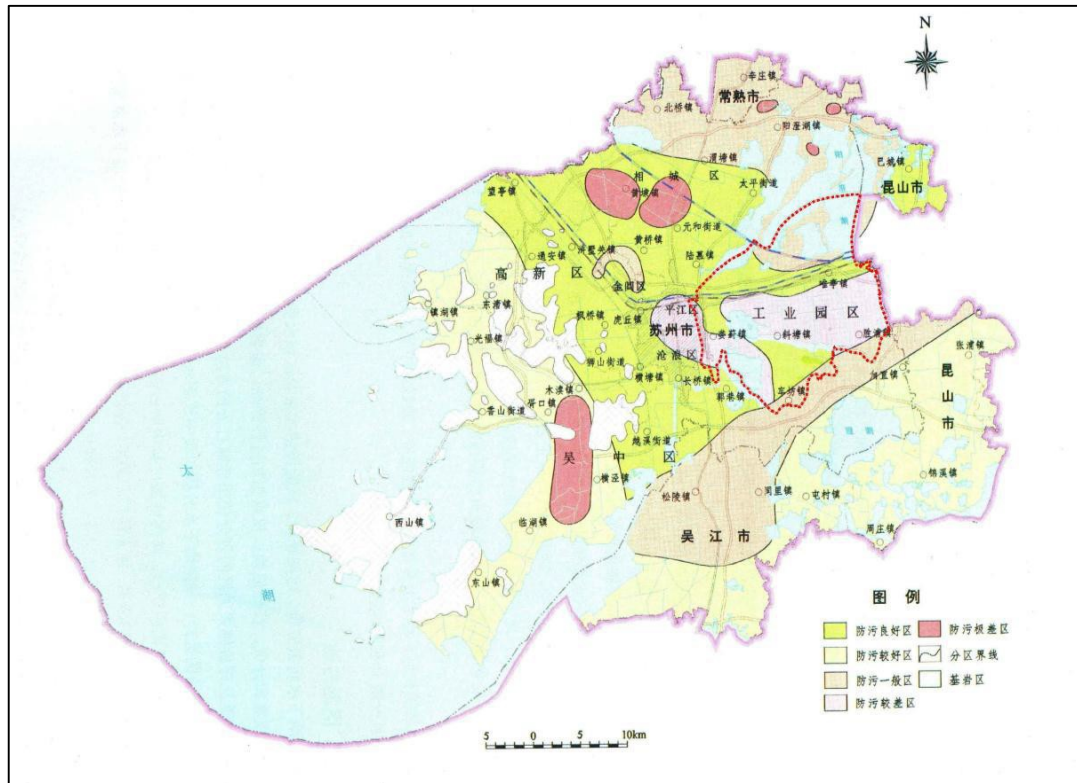 N
辛庄镇
常熟市
北桥镇
阳澄湖镇
渭塘镇
巴城镇
昆山市
相城区
黄埭镇
太平街道
望亭镇
元和街道
黄桥镇
陆慕镇
浒墅关镇
通安镇
高新区
金阊区
唯亭镇
东渚镇
镇湖镇
平江区
工业园区
枫桥镇
虎丘镇
苏州市
娄葑镇
斜塘镇
胜浦镇
光福镇
沧浪区
狮山街道
横塘镇
长桥镇
张浦镇
甪直镇
昆山市
木渎镇
郭巷镇
车坊镇
胥口镇
香山街道
越溪街道
吴中区
太湖
横泾镇
锦溪镇
松陵镇
同里镇
屯村镇
西山镇
临湖镇
周庄镇
吴江市
东山镇
图例
防污良好区
防污极差区
防污较好区
分区界线
防污一般区
基岩区
防污较差区
5 0 5 10km